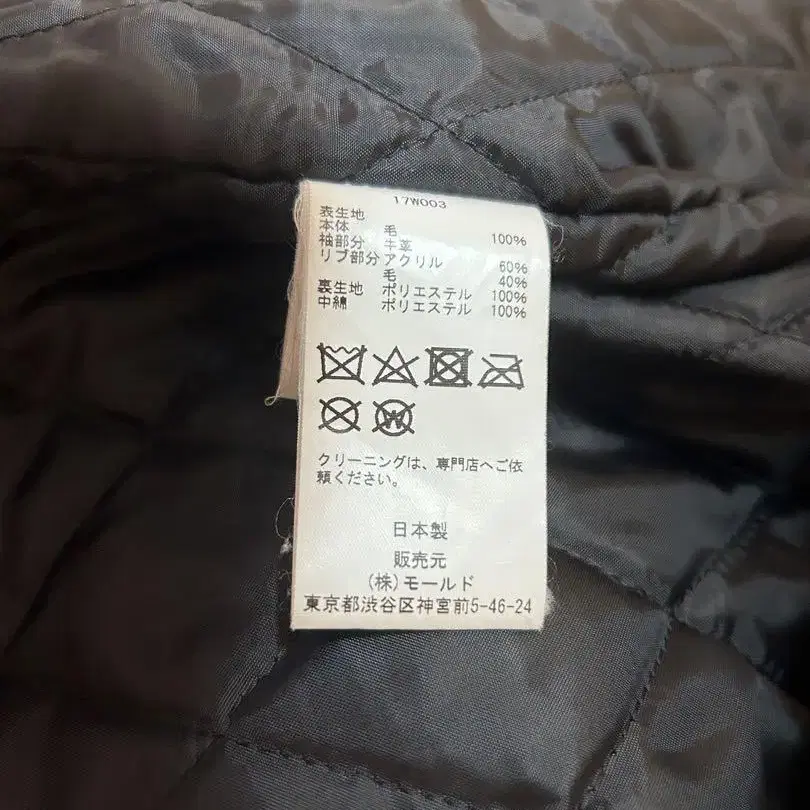 17W003
表生地
本体 毛 100%
袖部分 牛革
リブ部分 アクリル 60%
毛 40%
裏生地 ポリエステル 100%
中綿 ポリエステル 100%
W
クリーニングは、専門店へご依
頼ください。
日本製
販売元
(株)モールド
東京都渋谷区神宮前5-46-24